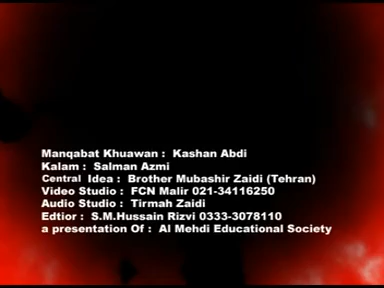 Manqabat Khuawan : Kashan Abdi
Kalam : Salman Azmi
Central Idea : Brother Mubashir Zaidi (Tehran)
Video Studio : FCN Malir 021-34116250
Audio Studio : Tirmah Zaidi
Edtior : S.M.Hussain Rizvi 0333-3078110
a presentation Of : Al Mehdi Educational Society